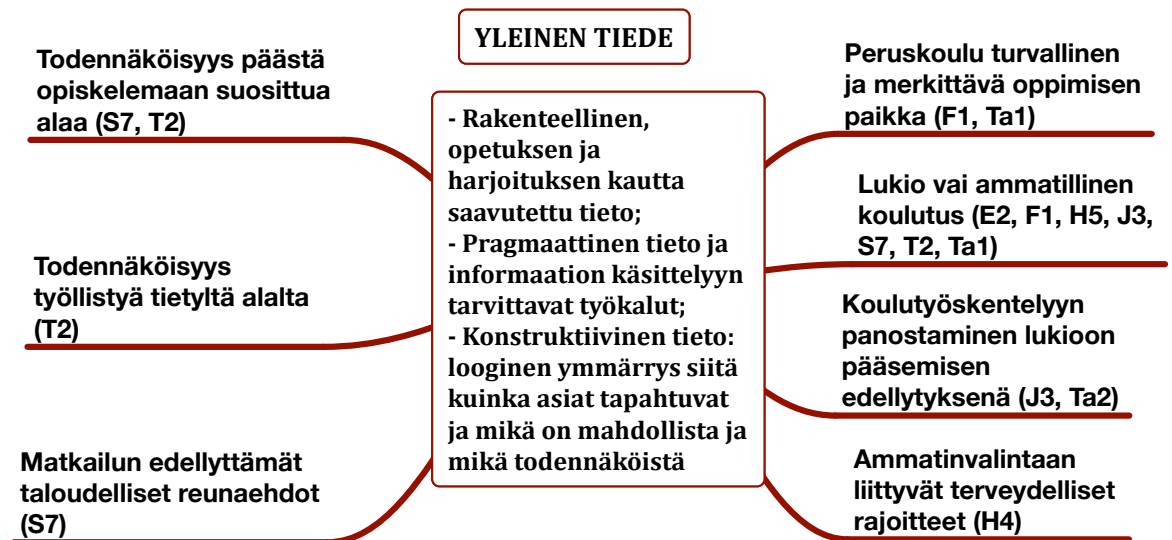 YLEINEN TIEDE
Todennäköisyys päästä
opiskelemaan suosittua
alaa (S7, T2)
Todennäköisyys
työllistyä tietyltä alalta
(T2)
Matkailun edellyttämät
taloudelliset reunaehdot
(S7)
- Rakenteellinen,
opetuksen ja
harjoituksen kautta
saavutettu tieto;
- Pragmaattinen tieto ja
informaation käsittelyyn
tarvittavat työkalut;
- Konstruktiivinen tieto:
looginen ymmärrys siitä
kuinka asiat tapahtuvat
ja mikä on mahdollista ja
mikä todennäköistä
Peruskoulu turvallinen
ja merkittävä oppimisen
paikka (F1, Ta1)
Lukio vai ammatillinen
koulutus (E2, F1, H5, J3,
S7, T2, Ta1)
Koulutyöskentelyyn
panostaminen lukioon
pääsemisen
edellytyksenä (J3, Ta2)
Ammatinvalintaan
liittyvät terveydelliset
rajoitteet (H4)